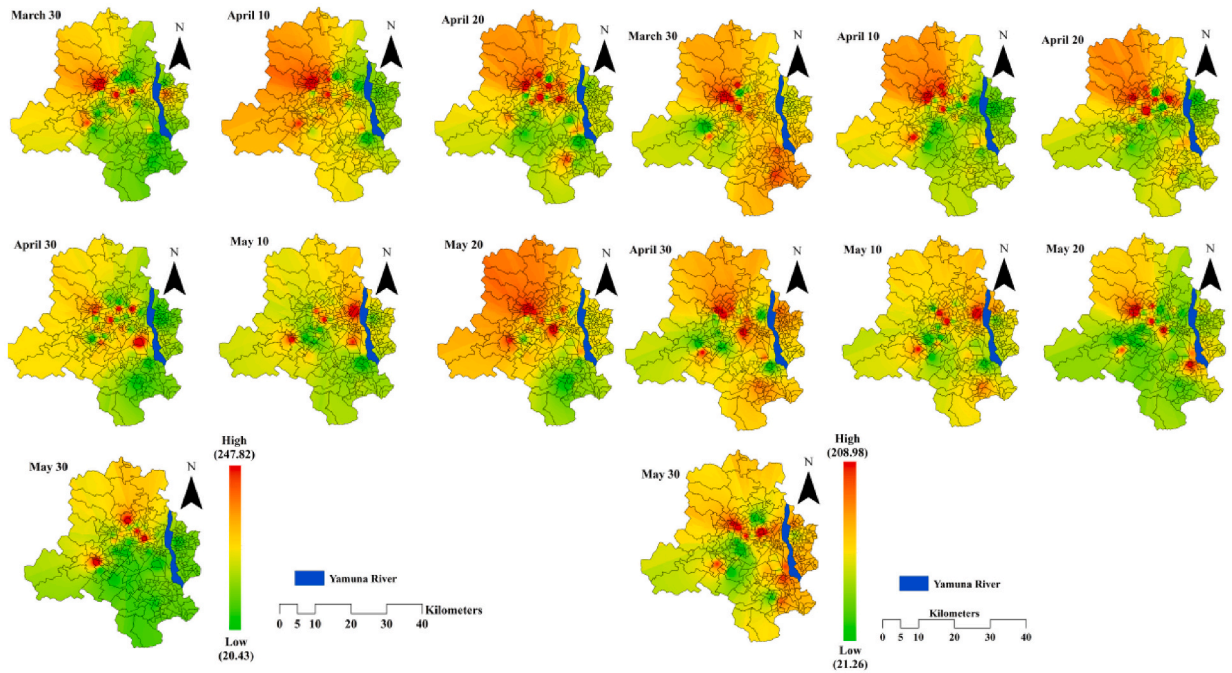 March 30
N
April 10
N
April 20
N
March 30
N
April 10
N
April 20
N
April 30
N
May 10
N
May 20
N
April 30
N
May 10
N
May 20
N
May 30
N
High
(247.82)
Low
(20.43)
Yamuna River
Kilometers
0 5 10 20 30 40
May 30
N
High
(208.98)
Low
(21.26)
Yamuna River
Kilometers
0 5 10 20 30 40